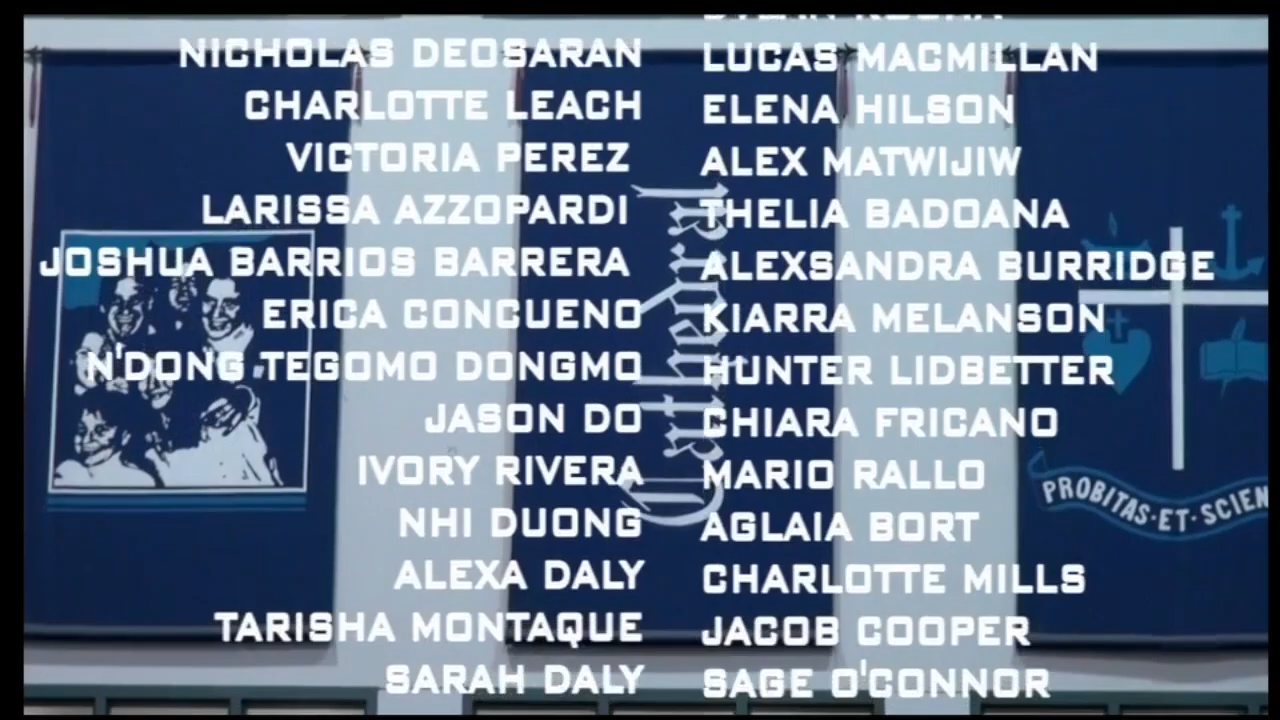 NICHOLAS DEOSARAN
CHARLOTTE LEACH
VICTORIA PEREZ
LARISSA AZZOPARDI
JOSHUA BARRIOS BARRERA
ERICA CONCUENO
N'DONG TEGOMO DONGMO
JASON DO
IVORY RIVERA
NHI DUONG
ALEXA DALY
TARISHA MONTAQUE
SARAH DALY
LUCAS MACMILLAN
ELENA HILSON
ALEX MATWIJIW
THELIA BADOANA
ALEXSANDRA BURRIDGE
KIARRA MELANSON
HUNTER LIDBETTER
CHIARA FRICANO
MARIO RALLO
AGLAIA BORT
CHARLOTTE MILLS
JACOB COOPER
SAGE O'CONNOR
Cathedral
PROBITAS·ET·SCIEN